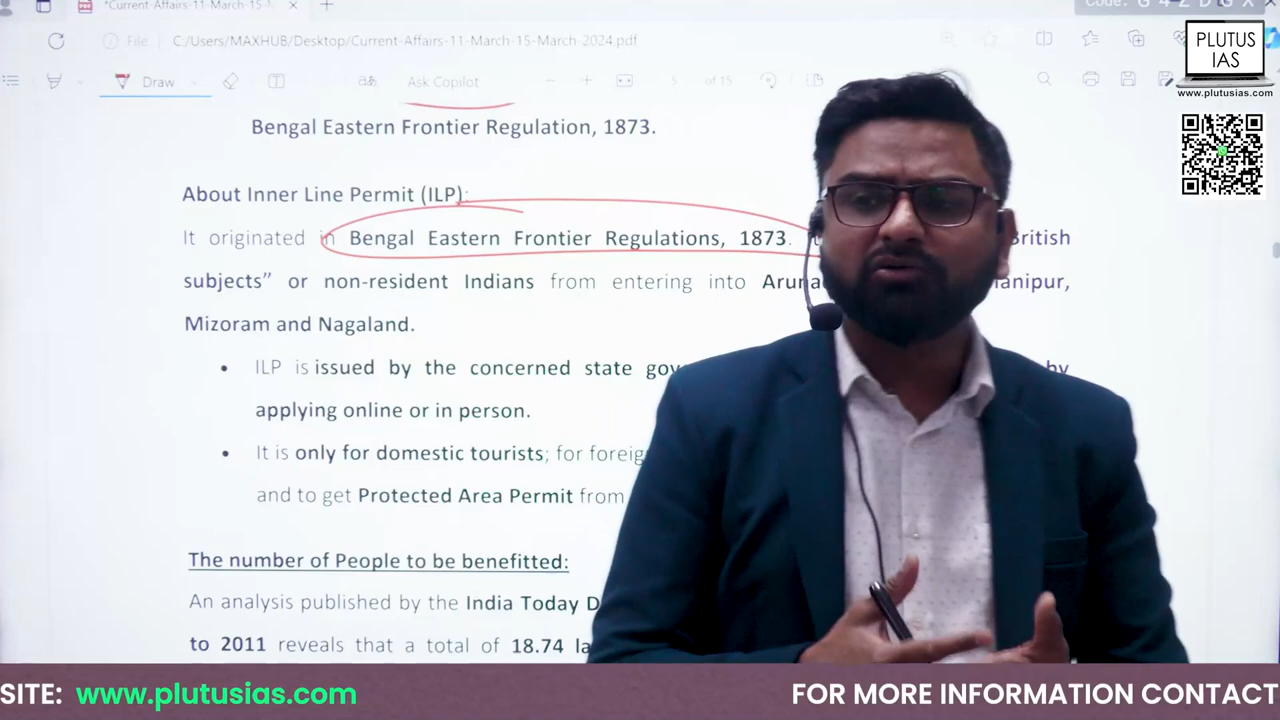 *Current-Affairs-11-March-15-M
Code: G 4 Z D G X
File C:/Users/MAXHUB/Desktop/Current-Affairs-11-March-15-March-2024.pdf
Draw
Ask Copilot
5 of 15
PLUTUS
IAS
www.plutusias.com
Bengal Eastern Frontier Regulation, 1873.
About Inner Line Permit (ILP):
It originated in Bengal Eastern Frontier Regulations, 1873. British
subjects” or non-resident Indians from entering into Aruna anipur,
Mizoram and Nagaland.
• ILP is issued by the concerned state gov by
applying online or in person.
• It is only for domestic tourists; for foreig
and to get Protected Area Permit from
The number of People to be benefitted:
An analysis published by the India Today D
to 2011 reveals that a total of 18.74 la
SITE: www.plutusias.com FOR MORE INFORMATION CONTACT